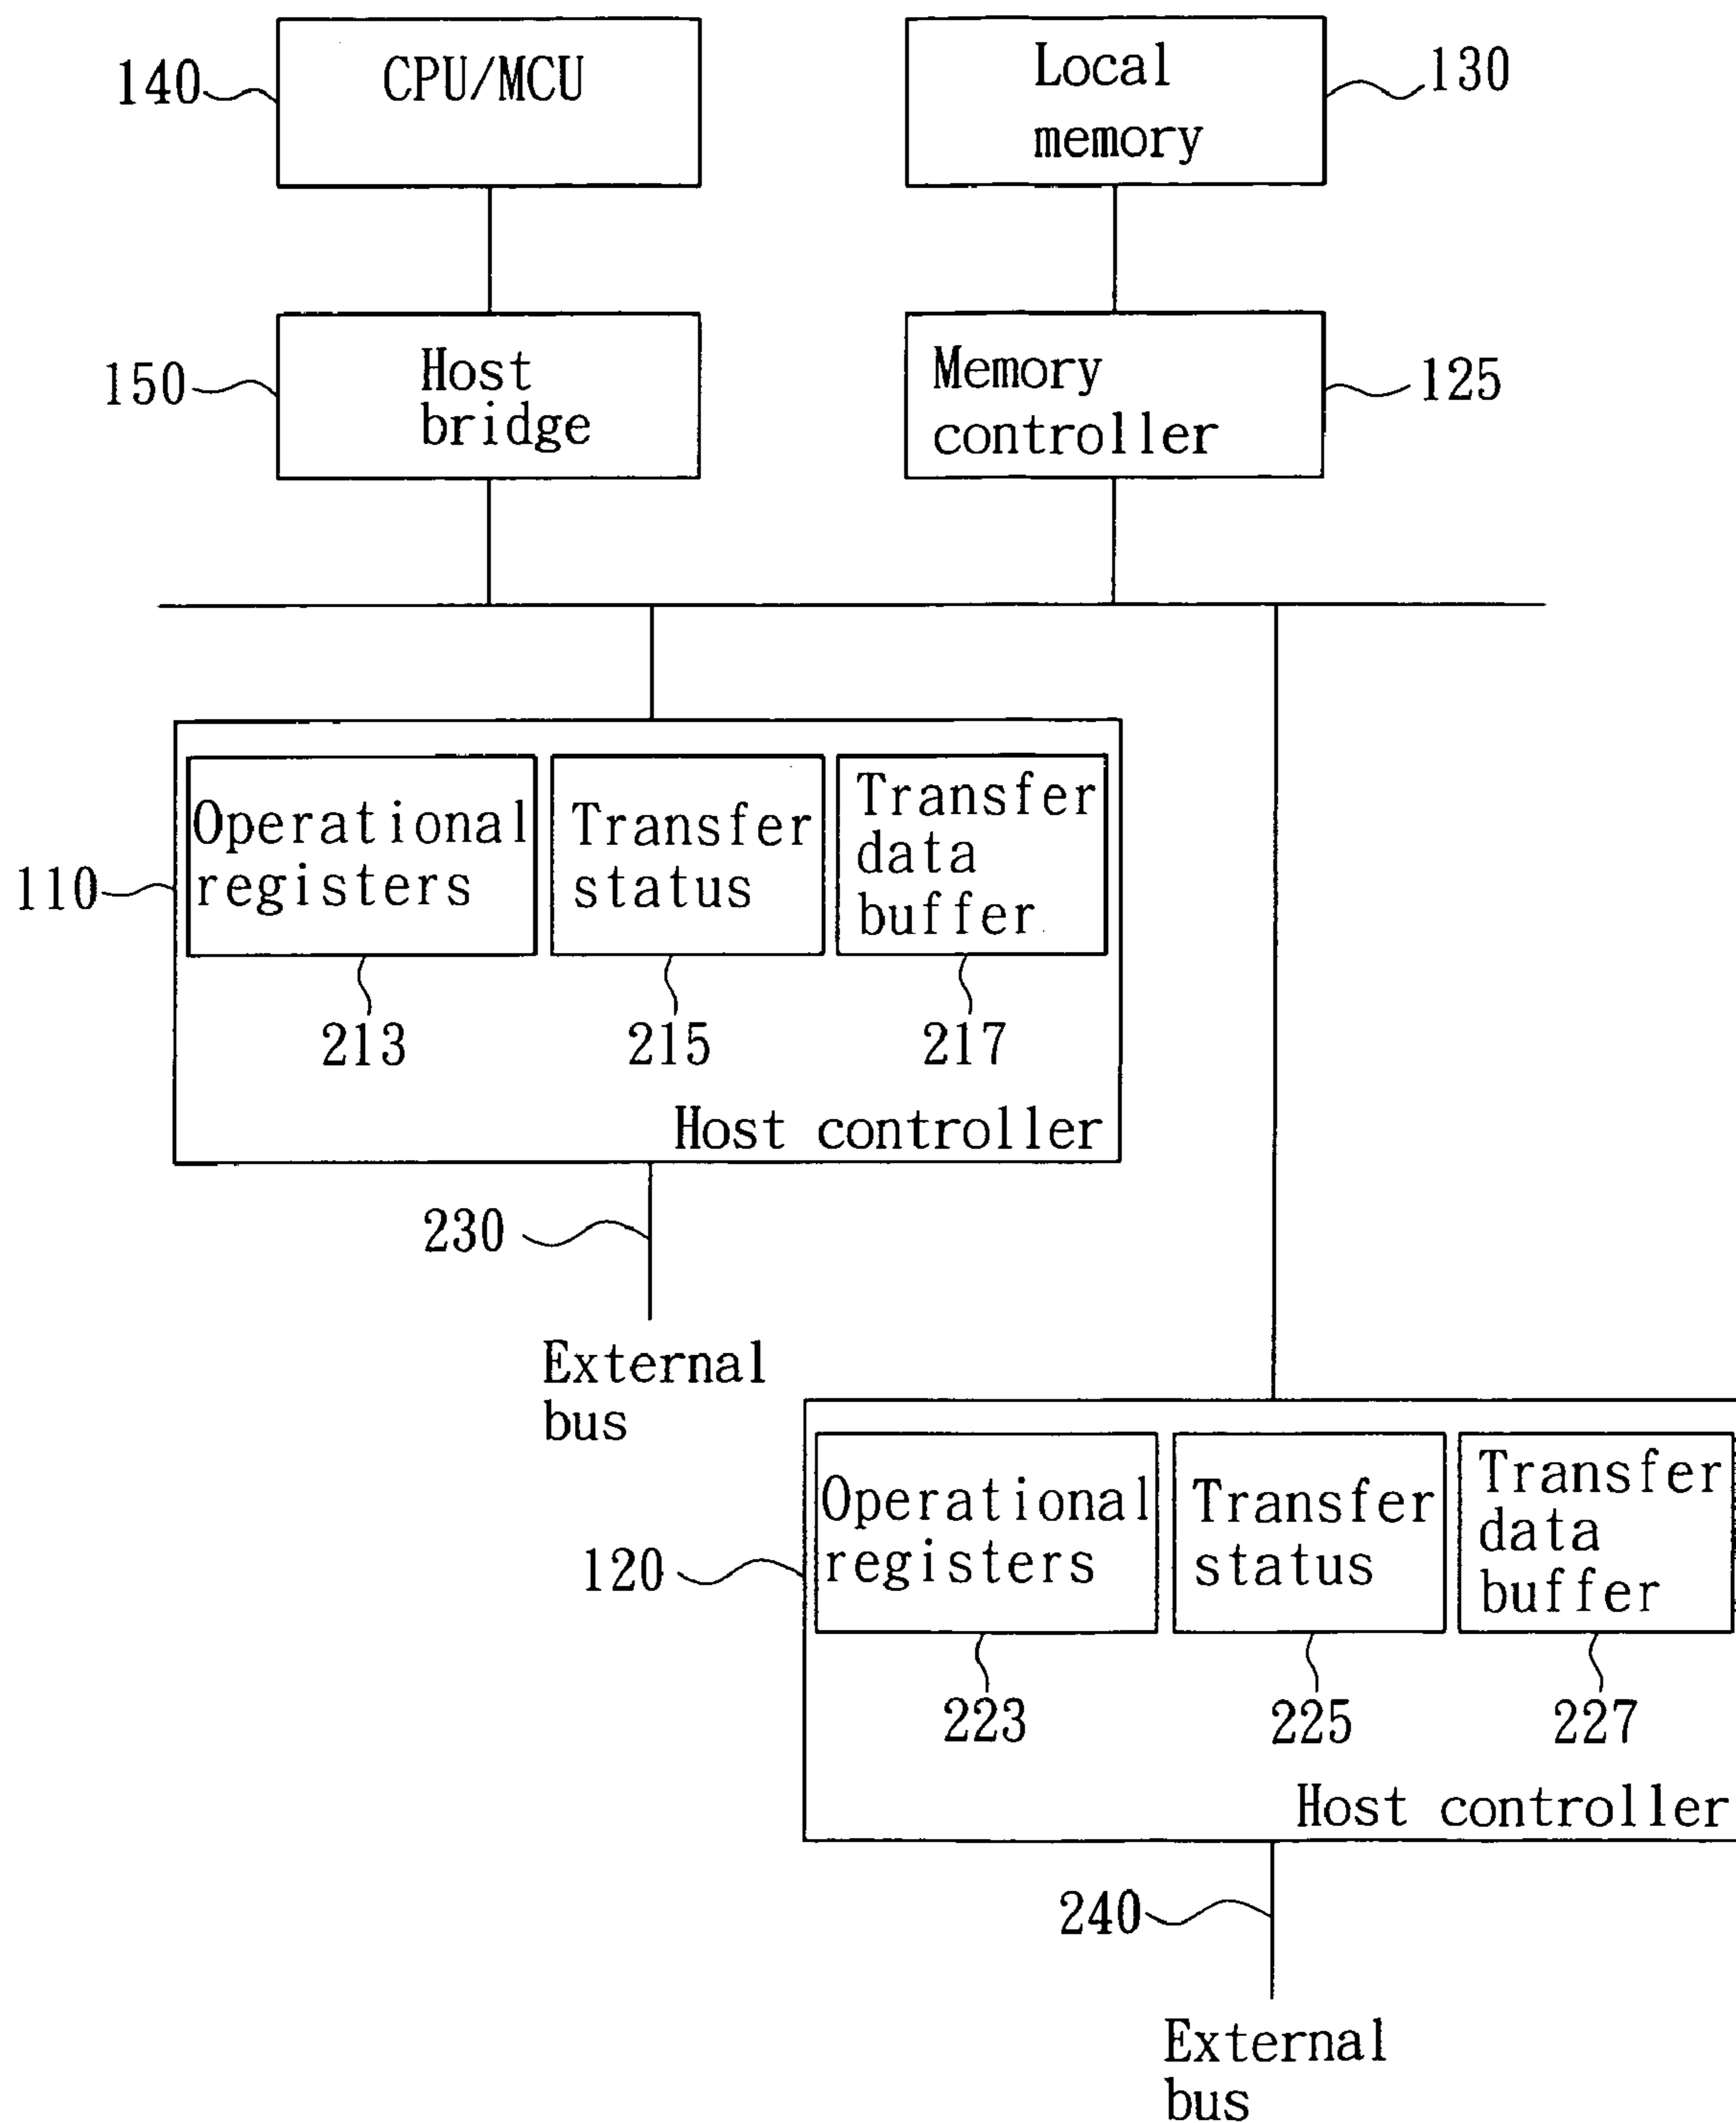 140
CPU/MCU
Local
memory
130
150
Host
bridge
Memory
controller
125
110
Operational
registers
Transfer
status
Transfer
data
buffer
213
215
217
Host controller
230
External
bus
120
Operational
registers
Transfer
status
Transfer
data
buffer
223
225
227
Host controller
240
External
bus